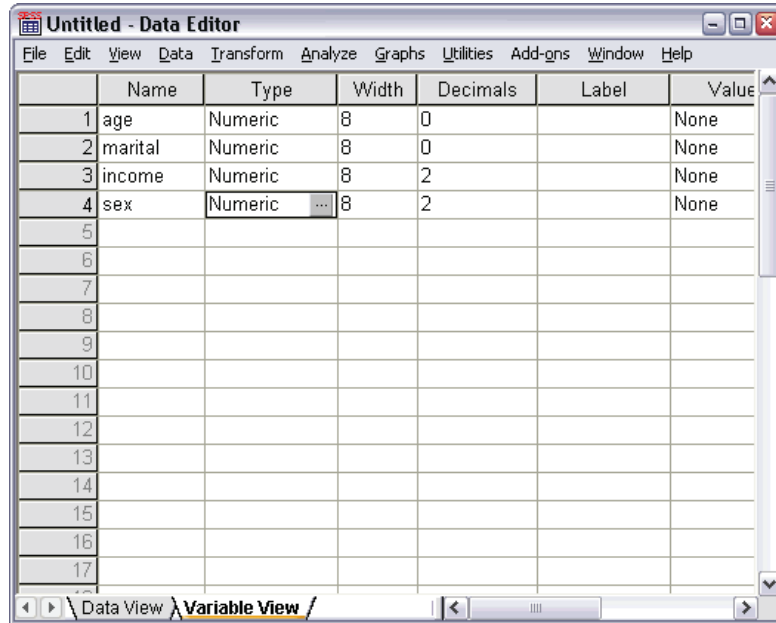 Untitled - Data Editor
File Edit View Data Transform Analyze Graphs Utilities Add-ons Window Help
Name Type Width Decimals Label Value
1 age Numeric 8 0 None
2 marital Numeric 8 0 None
3 income Numeric 8 2 None
4 sex Numeric ... 8 2 None
5
6
7
8
9
10
11
12
13
14
15
16
17
Data View Variable View